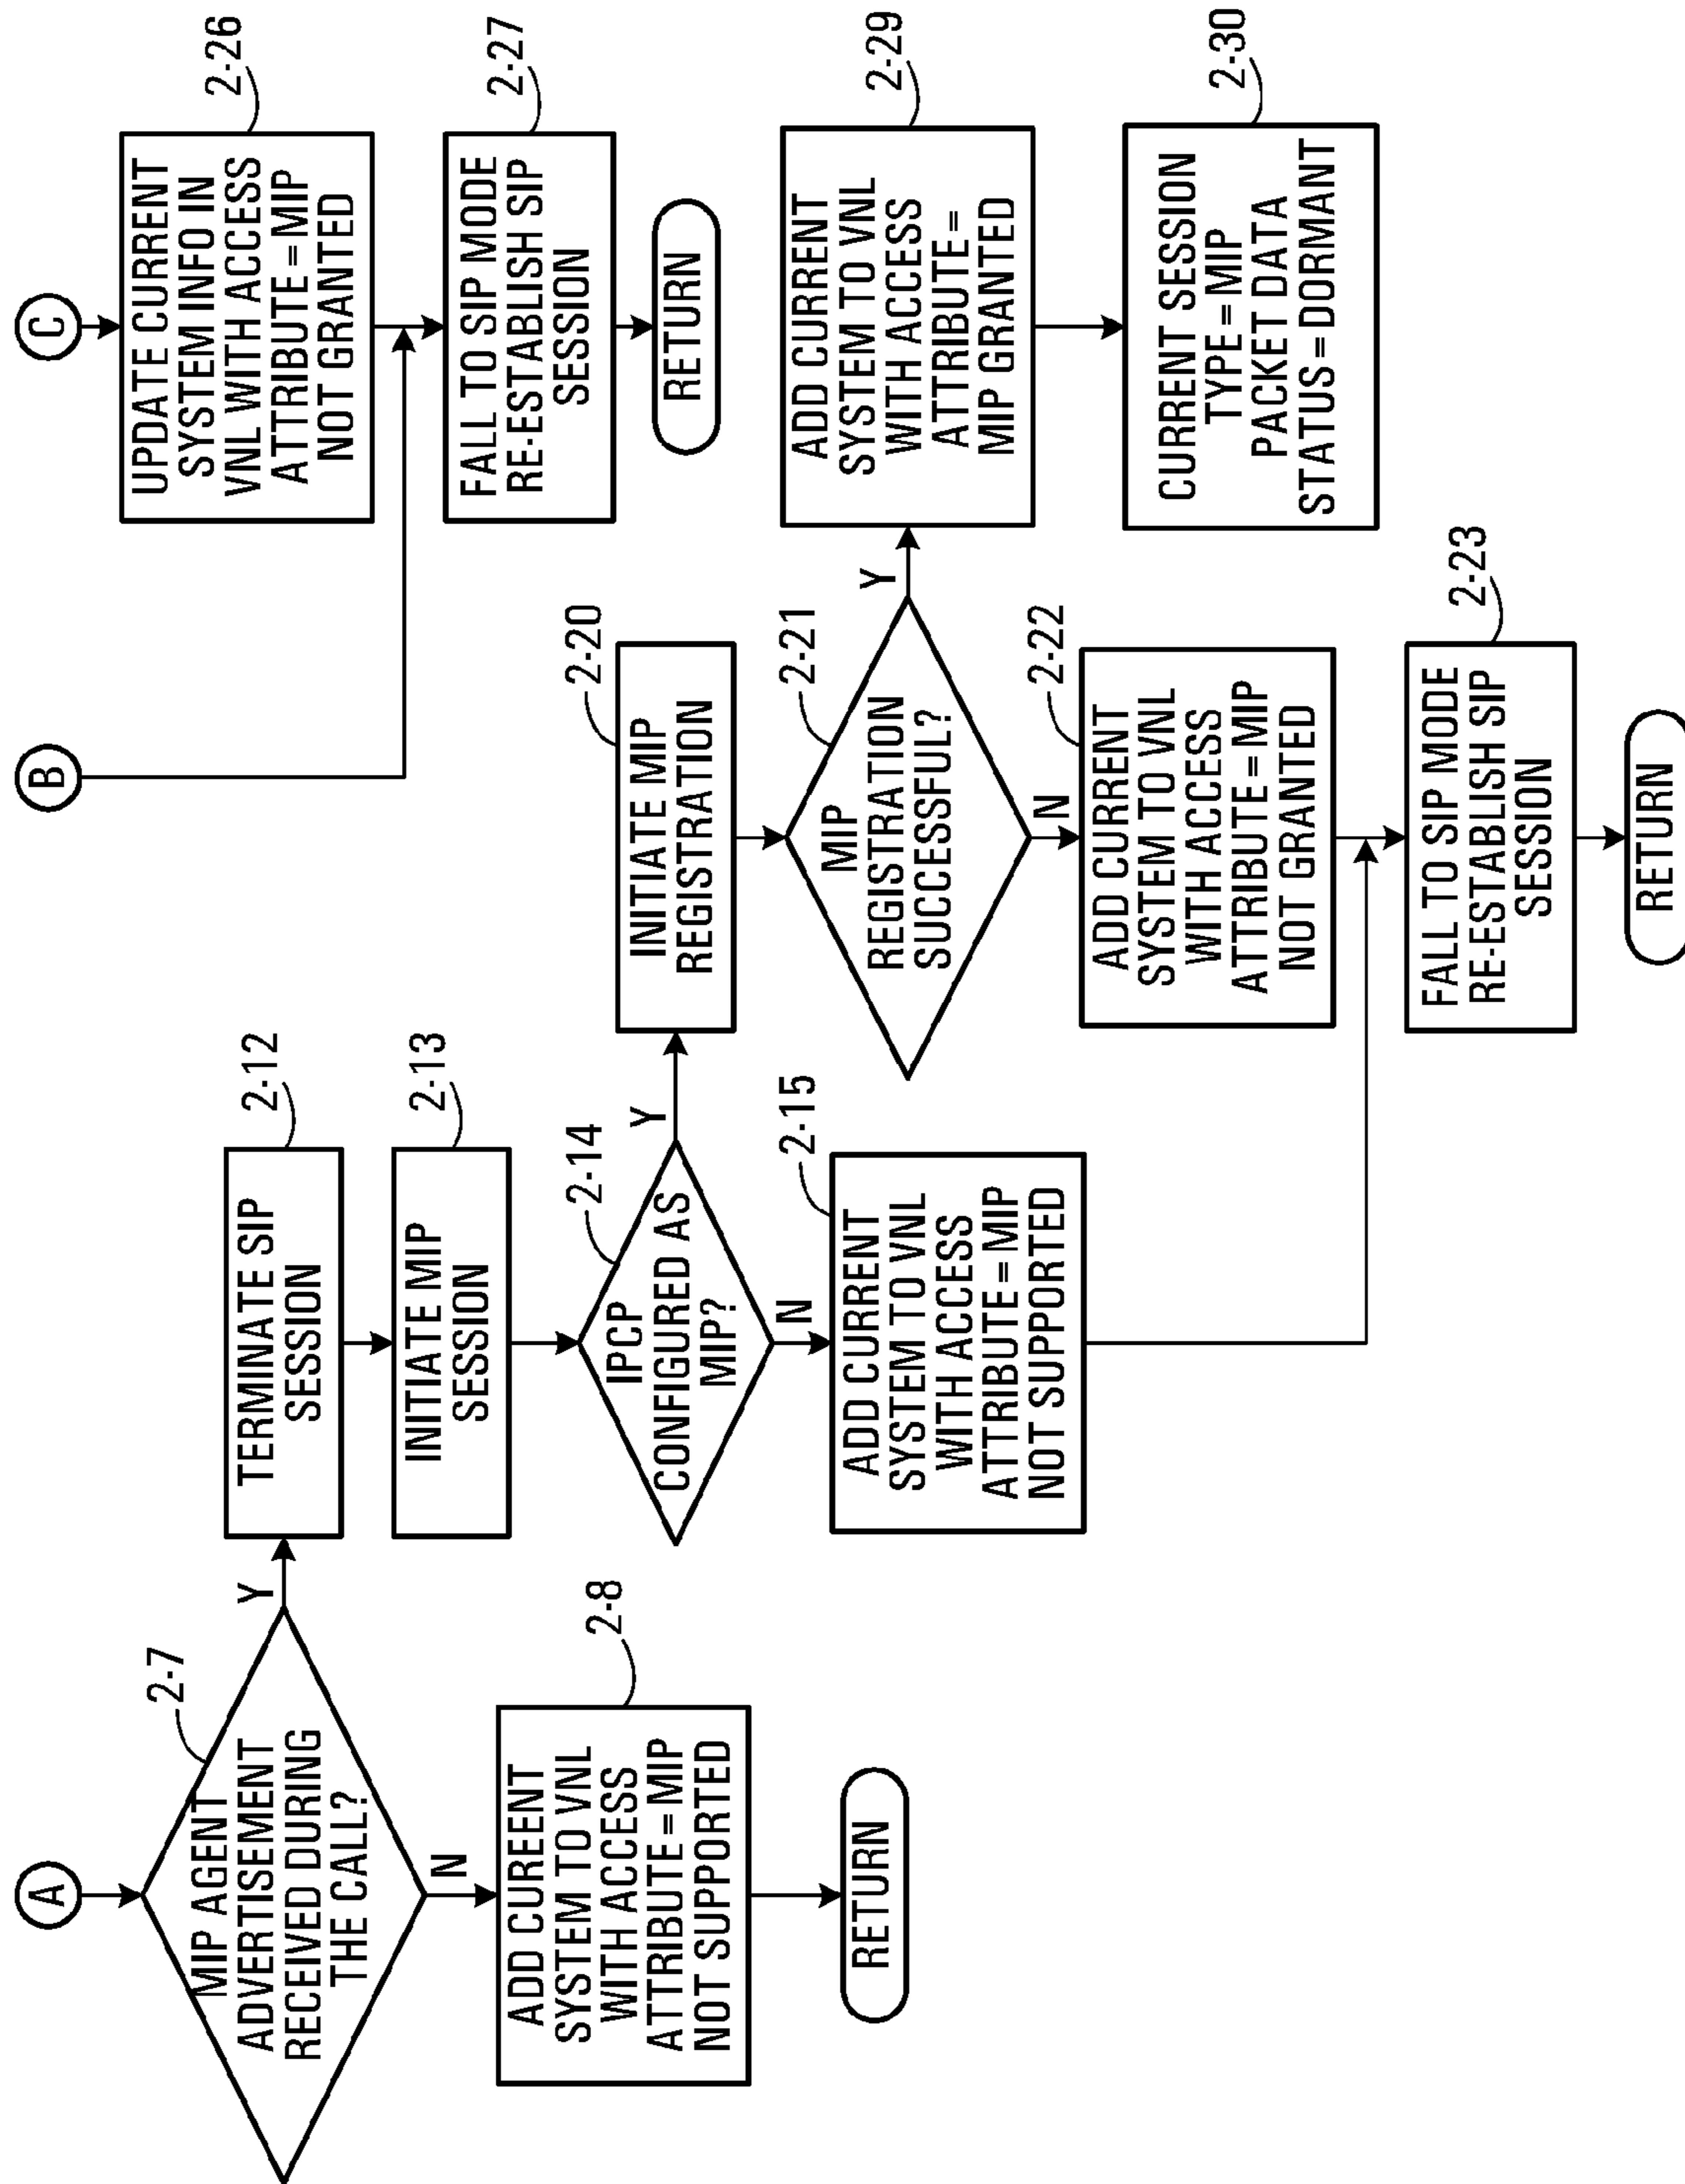 A
MIP AGENT
ADVERTISEMENT
RECEIVED DURING
THE CALL?
2-7
Y
N
ADD CUREENT
SYSTEM TO VNL
WITH ACCESS
ATTRIBUTE = MIP
NOT SUPPORTED
2-8
RETURN
TERMINATE SIP
SESSION
2-12
INITIATE MIP
SESSION
2-13
IPCP
CONFIGURED AS
MIP?
2-14
Y
N
ADD CURRENT
SYSTEM TO VNL
WITH ACCESS
ATTRIBUTE = MIP
NOT SUPPORTED
2-15
INITIATE MIP
REGISTRATION
2-20
MIP
REGISTRATION
SUCCESSFUL?
2-21
Y
N
ADD CURRENT
SYSTEM TO VNL
WITH ACCESS
ATTRIBUTE = MIP
NOT GRANTED
2-22
FALL TO SIP MODE
RE-ESTABLISH SIP
SESSION
2-23
RETURN
B
C
UPDATE CURRENT
SYSTEM INFO IN
VNL WITH ACCESS
ATTRIBUTE = MIP
NOT GRANTED
2-26
FALL TO SIP MODE
RE-ESTABLISH SIP
SESSION
2-27
RETURN
ADD CURRENT
SYSTEM TO VNL
WITH ACCESS
ATTRIBUTE =
MIP GRANTED
2-29
CURRENT SESSION
TYPE = MIP
PACKET DATA
STATUS = DORMANT
2-30